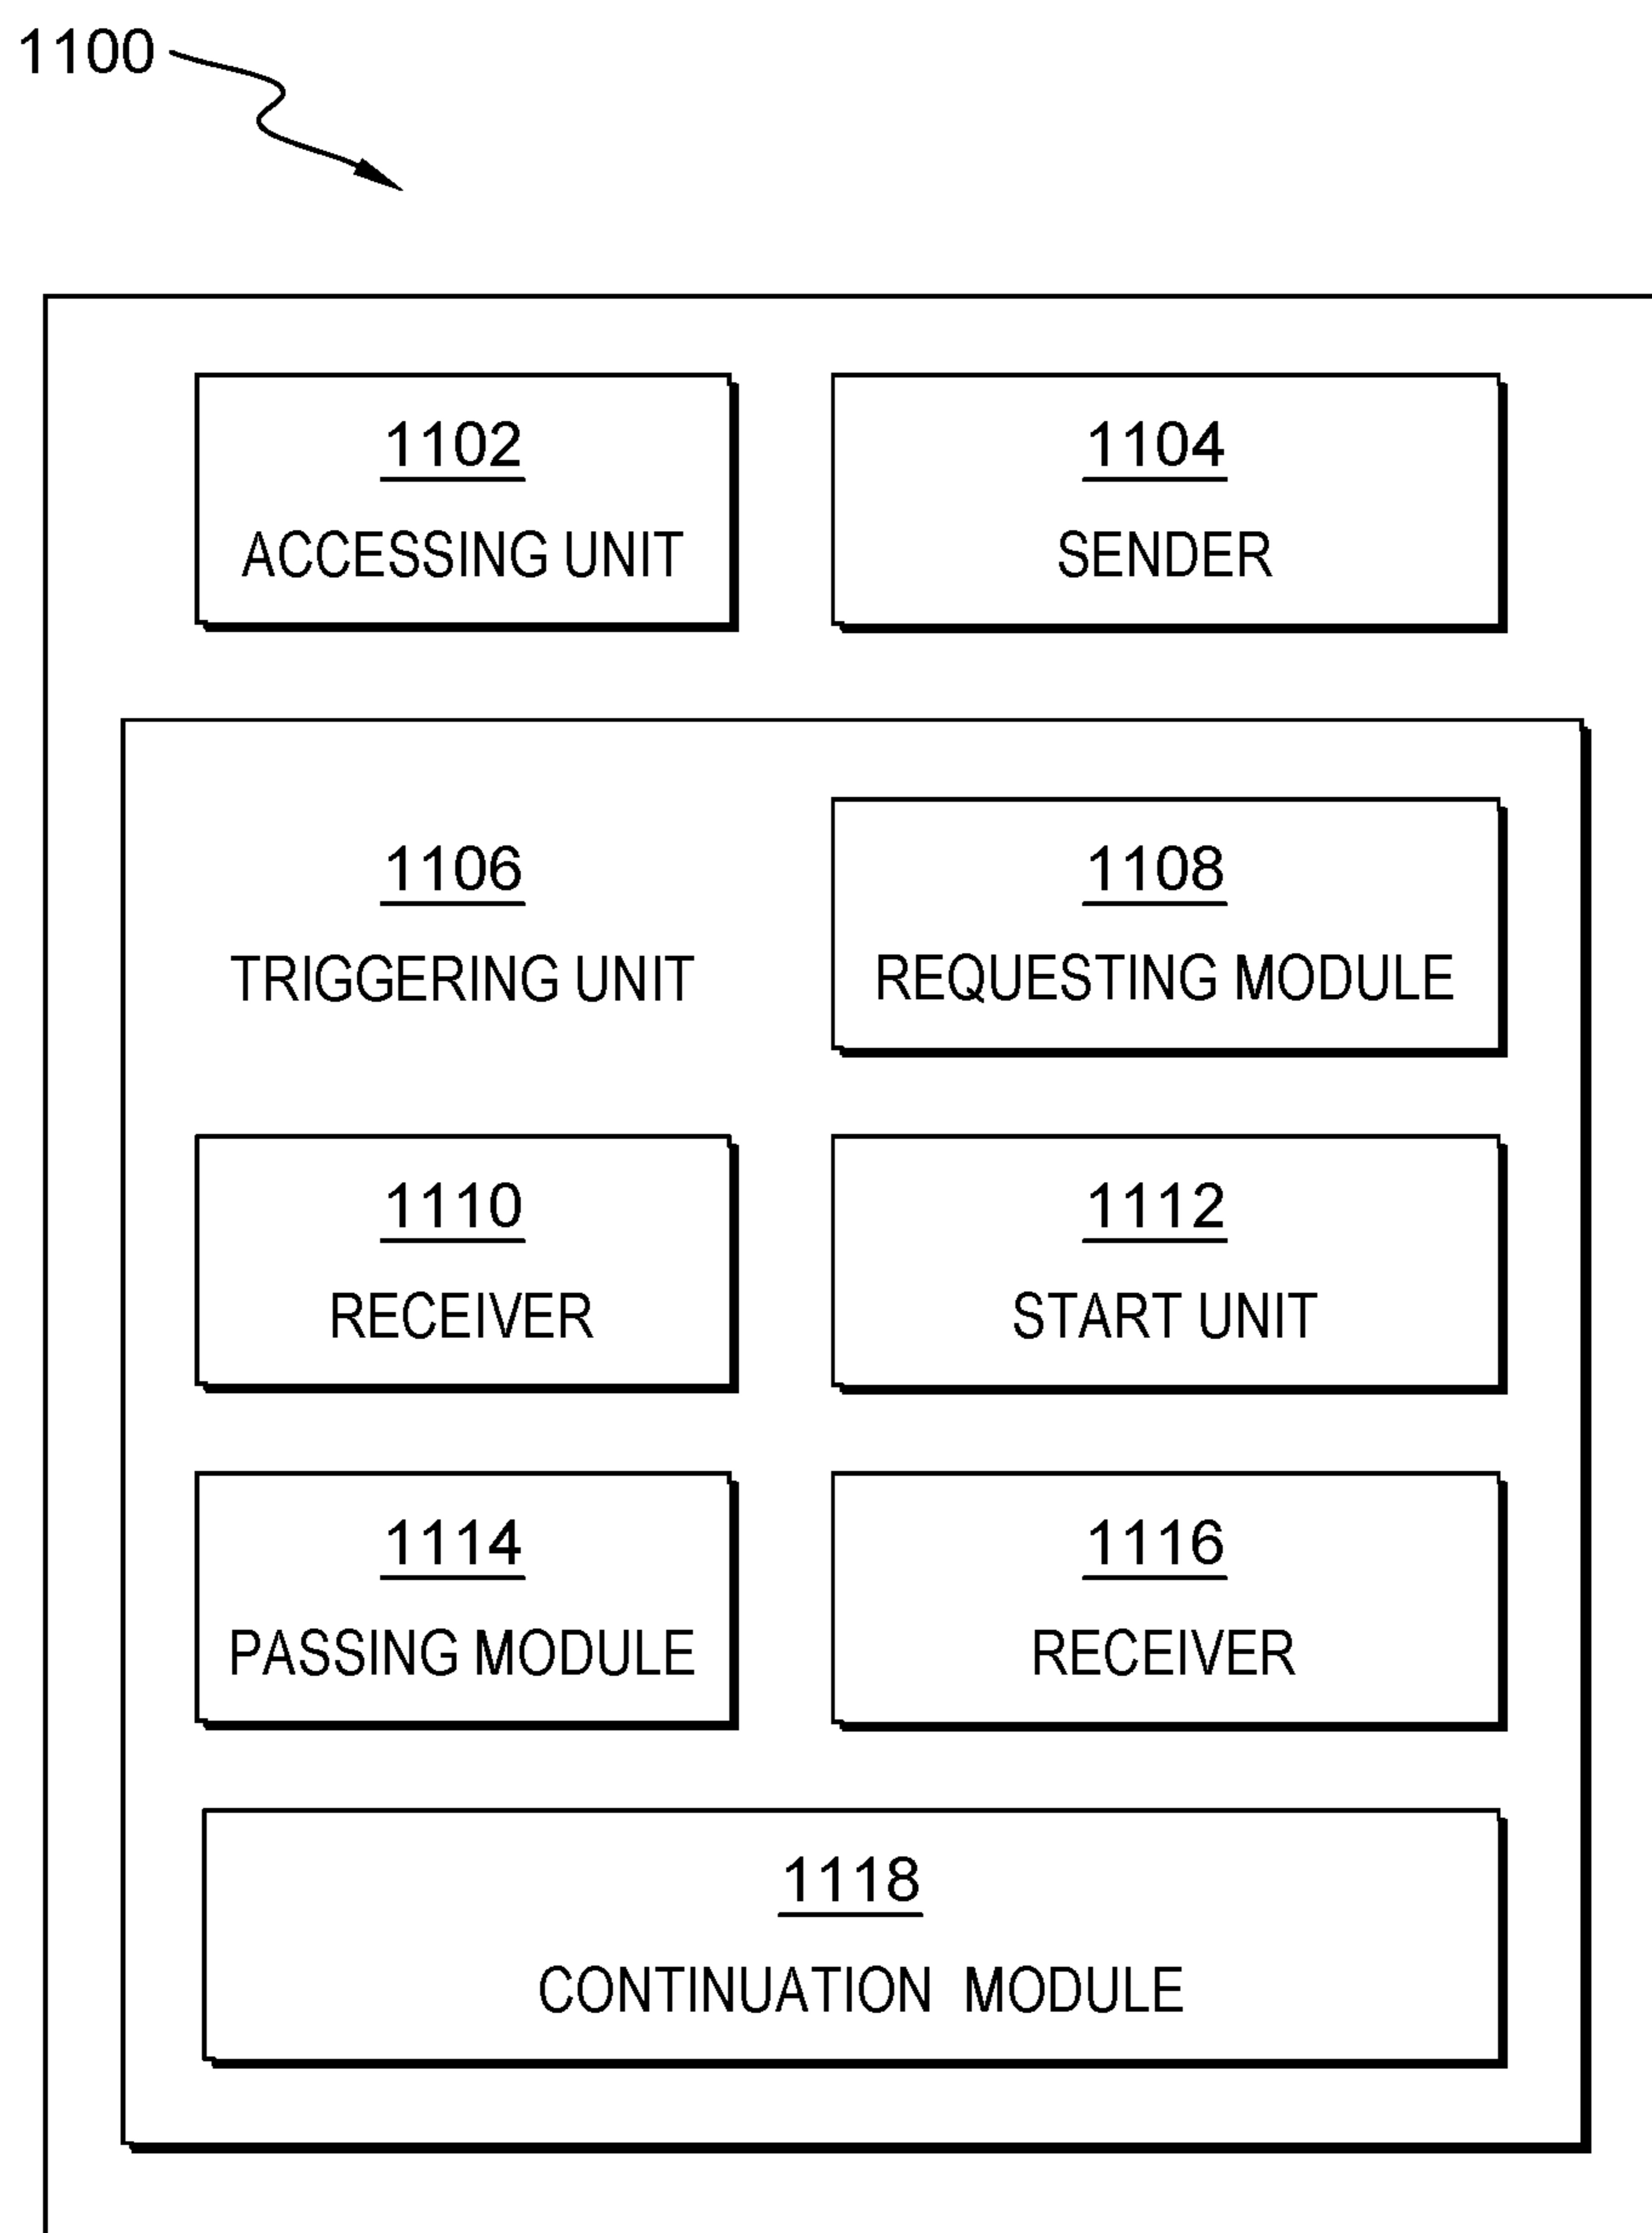 1100
1102
ACCESSING UNIT
1104
SENDER
1106
TRIGGERING UNIT
1108
REQUESTING MODULE
1110
RECEIVER
1112
START UNIT
1114
PASSING MODULE
1116
RECEIVER
1118
CONTINUATION MODULE